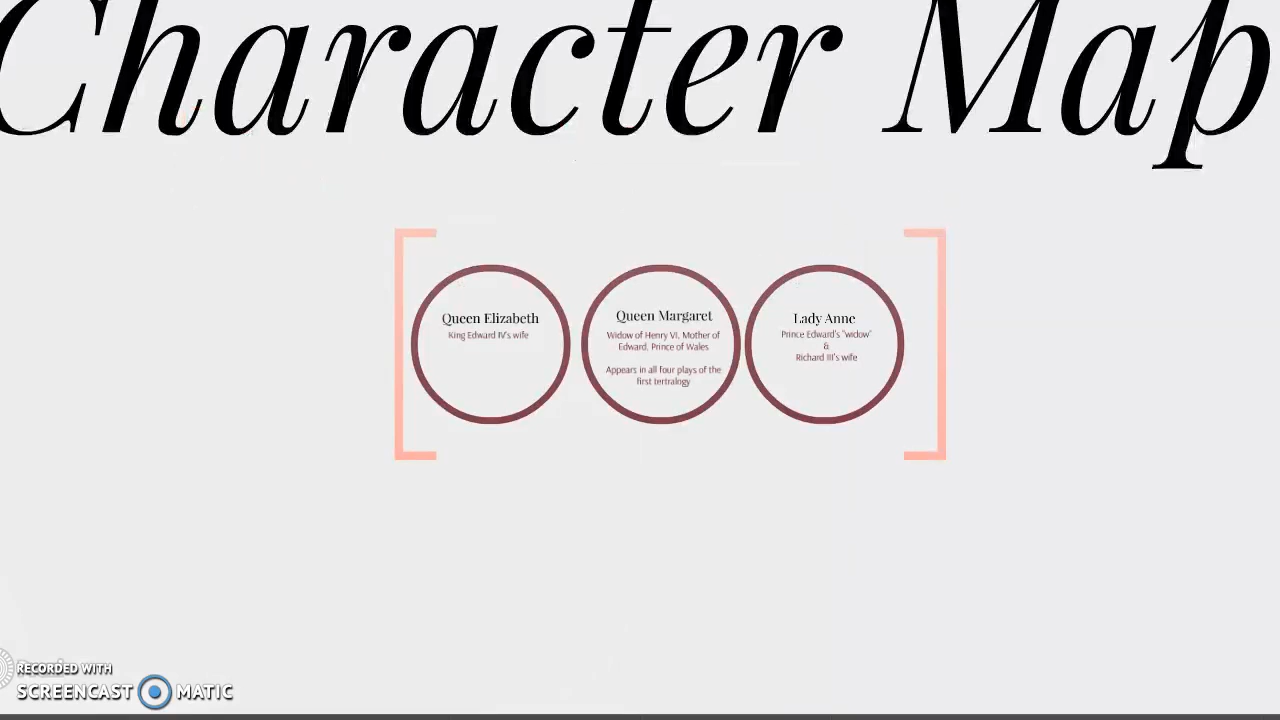 Character Map
Queen Elizabeth
King Edward IV's wife
Queen Margaret
Widow of Henry VI, Mother of
Edward, Prince of Wales
Appears in all four plays of the
first tertralogy
Lady Anne
Prince Edward's "widow"
&
Richard III's wife
RECORDED WITH
SCREENCAST MATIC